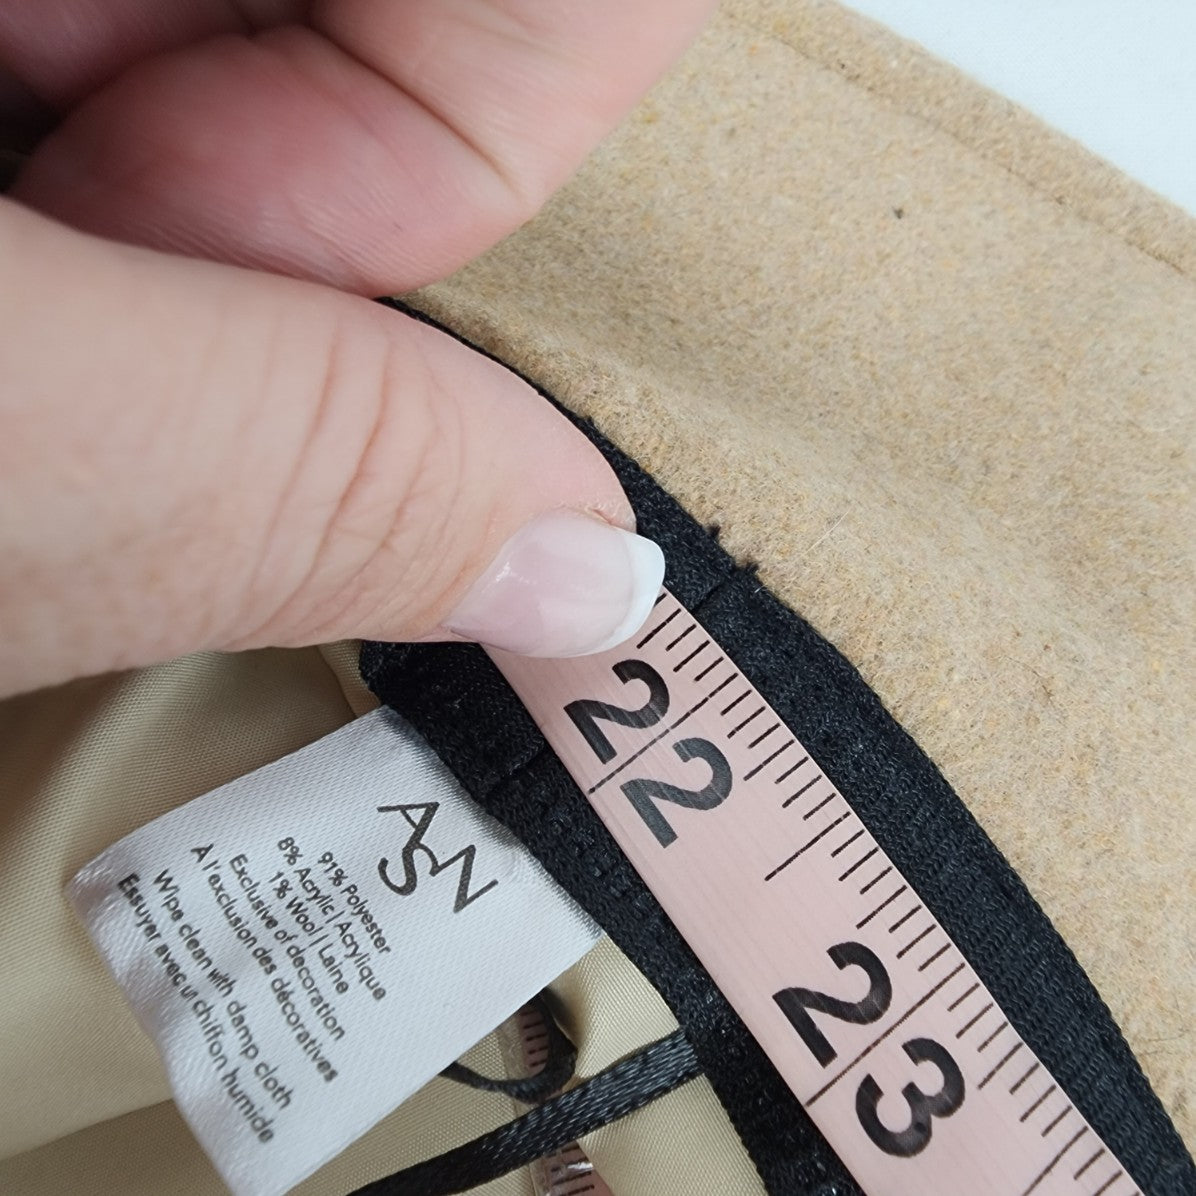 22
23
ASN
91% Polyester
8% Acrylic | Acrylique
1% Wool | Laine
Exclusive of decoration
A l'exclusion des décoratives
Wipe clean with damp cloth
Essuyer avec un chiffon humide